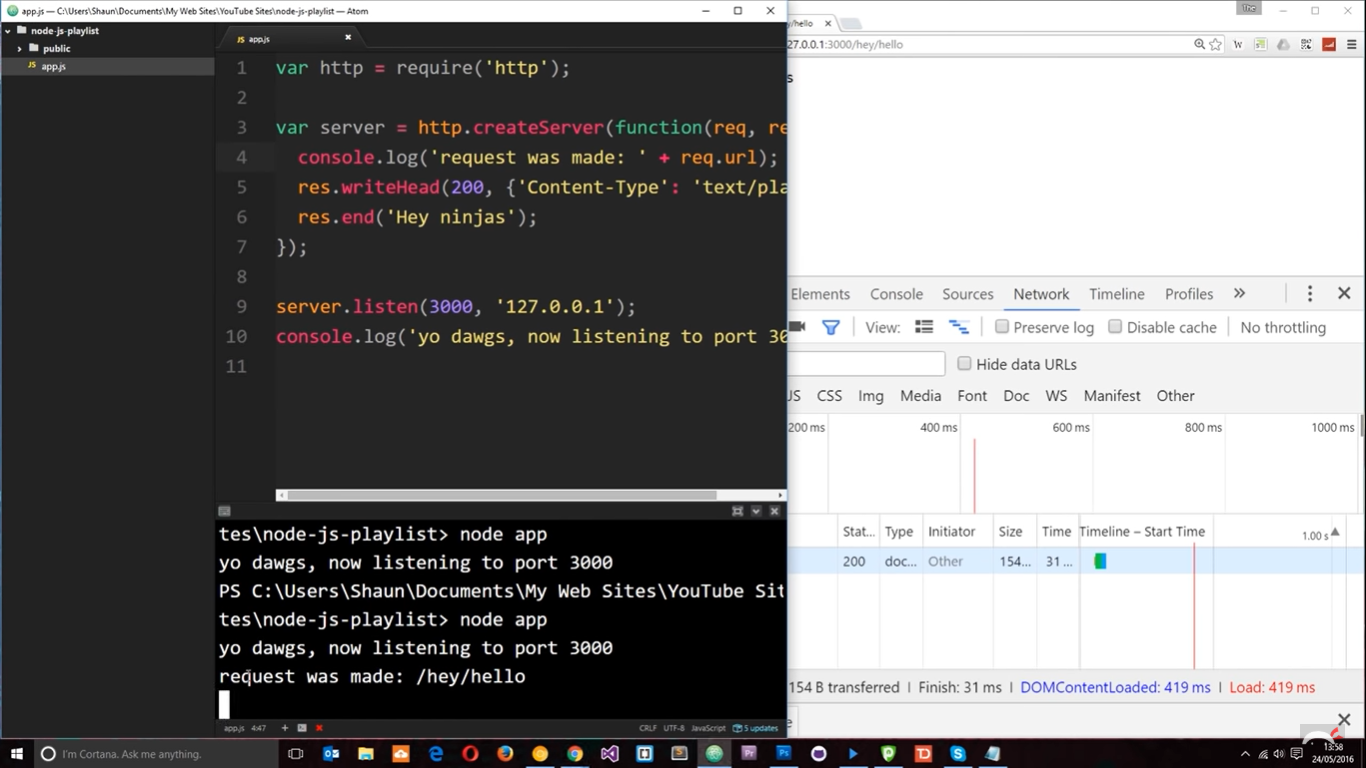 app.js — C:\Users\Shaun\Documents\My Web Sites\YouTube Sites\node-js-playlist — Atom
The
node-js-playlist
public
app.js
app.js
1 var http = require('http');
2
3 var server = http.createServer(function(req, re
4 console.log('request was made: ' + req.url);
5 res.writeHead(200, {'Content-Type': 'text/pla
6 res.end('Hey ninjas');
7 });
8
9 server.listen(3000, '127.0.0.1');
10 console.log('yo dawgs, now listening to port 30
11
tes\node-js-playlist> node app
yo dawgs, now listening to port 3000
PS C:\Users\Shaun\Documents\My Web Sites\YouTube Sit
tes\node-js-playlist> node app
yo dawgs, now listening to port 3000
request was made: /hey/hello
app.js 4:47 CRLF UTF-8 JavaScript 5 updates
/hello
27.0.0.1:3000/hey/hello
s
Elements Console Sources Network Timeline Profiles
View: Preserve log Disable cache No throttling
Hide data URLs
JS CSS Img Media Font Doc WS Manifest Other
200 ms 400 ms 600 ms 800 ms 1000 ms
Stat... Type Initiator Size Time Timeline – Start Time 1.00 s
200 doc... Other 154... 31 ...
154 B transferred | Finish: 31 ms | DOMContentLoaded: 419 ms | Load: 419 ms
I'm Cortana. Ask me anything.
13:58
24/05/2016